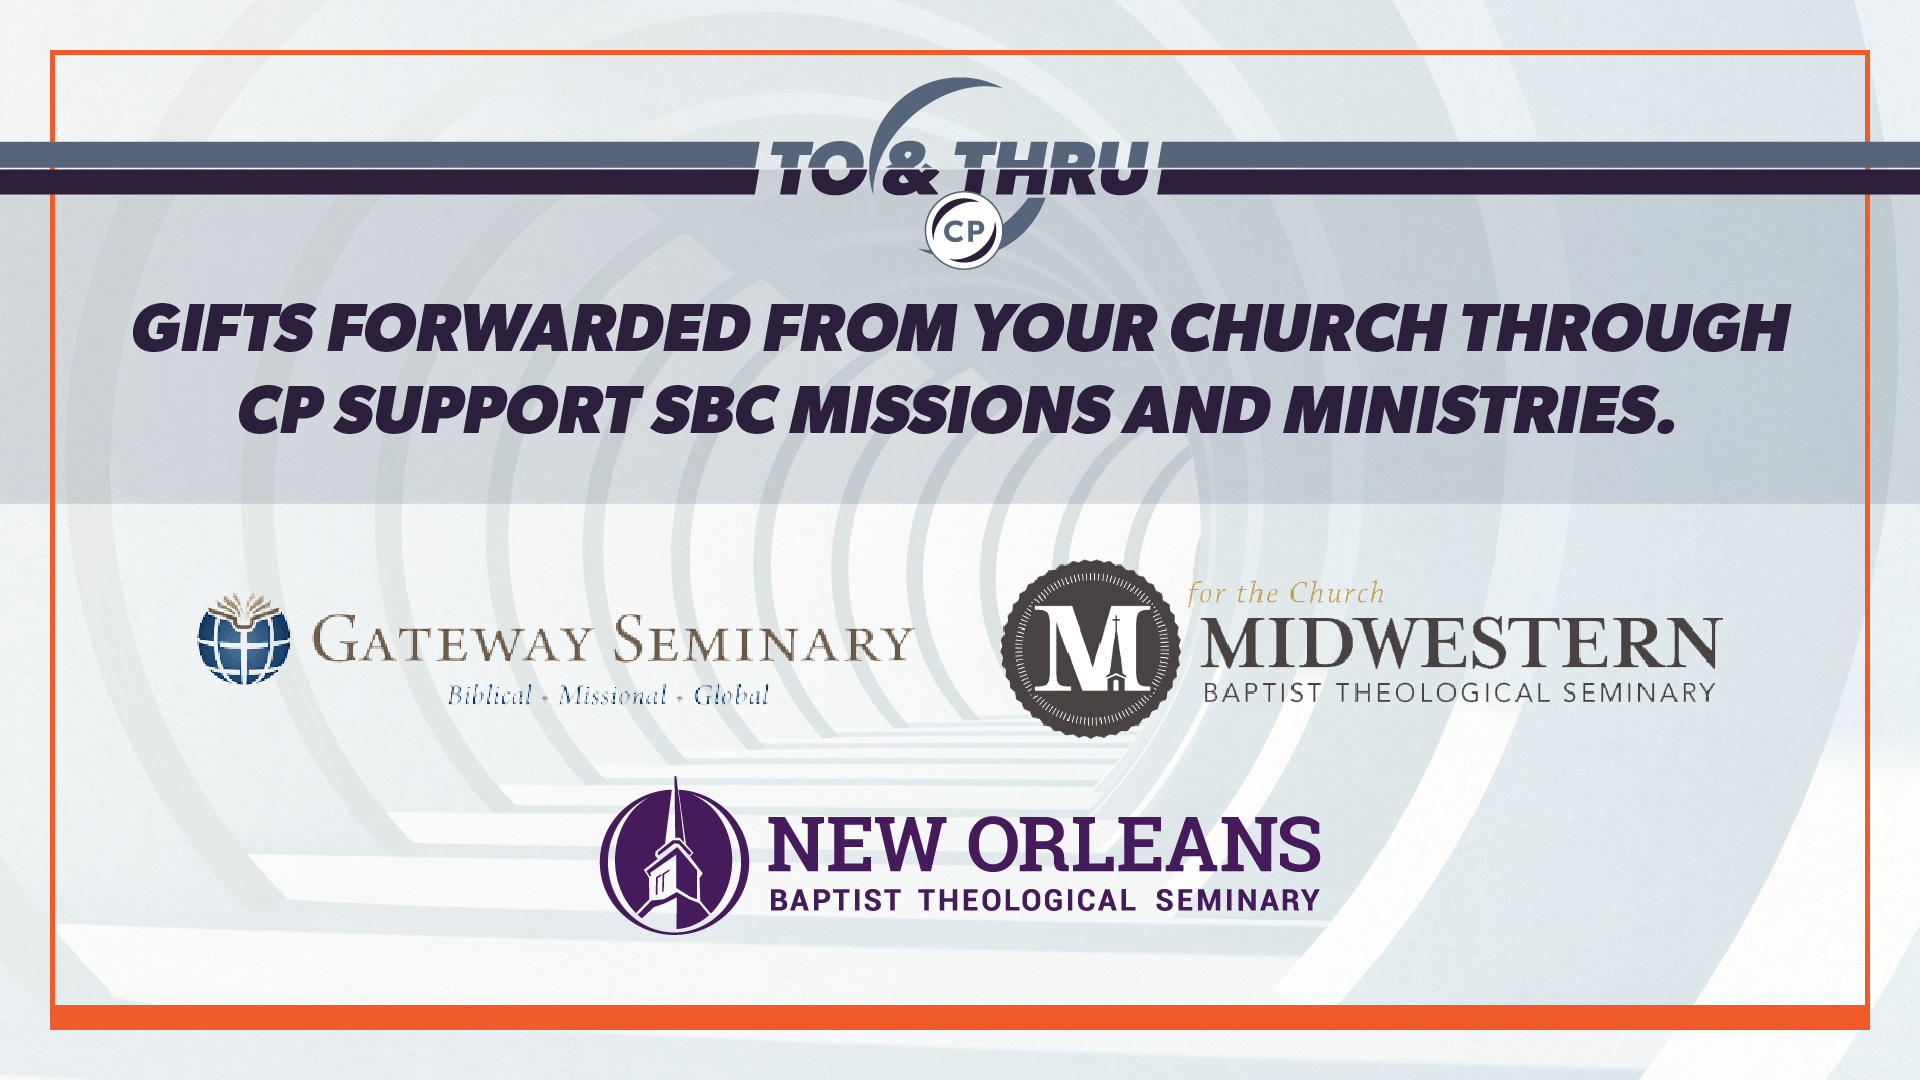 TO & THRU
CP
GIFTS FORWARDED FROM YOUR CHURCH THROUGH
CP SUPPORT SBC MISSIONS AND MINISTRIES.
GATEWAY SEMINARY
Biblical • Missional • Global
M
for the Church
MIDWESTERN
BAPTIST THEOLOGICAL SEMINARY
NEW ORLEANS
BAPTIST THEOLOGICAL SEMINARY